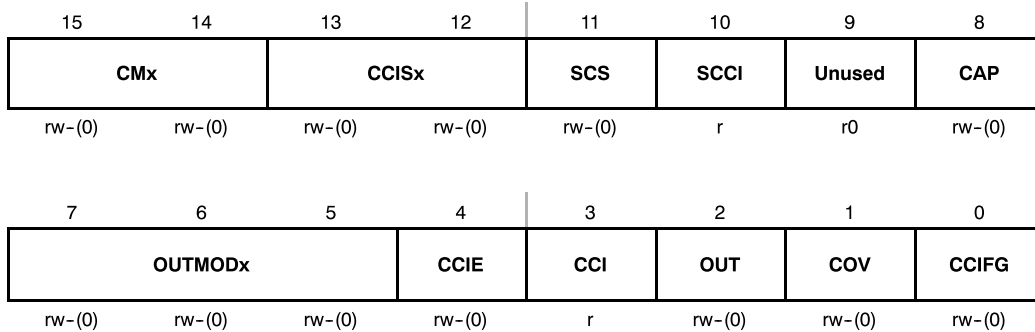 15 14 13 12 11 10 9 8
CMx CCISx SCS SCCI Unused CAP
rw-(0) rw-(0) rw-(0) rw-(0) rw-(0) r r0 rw-(0)
7 6 5 4 3 2 1 0
OUTMODx CCIE CCI OUT COV CCIFG
rw-(0) rw-(0) rw-(0) rw-(0) r rw-(0) rw-(0) rw-(0)